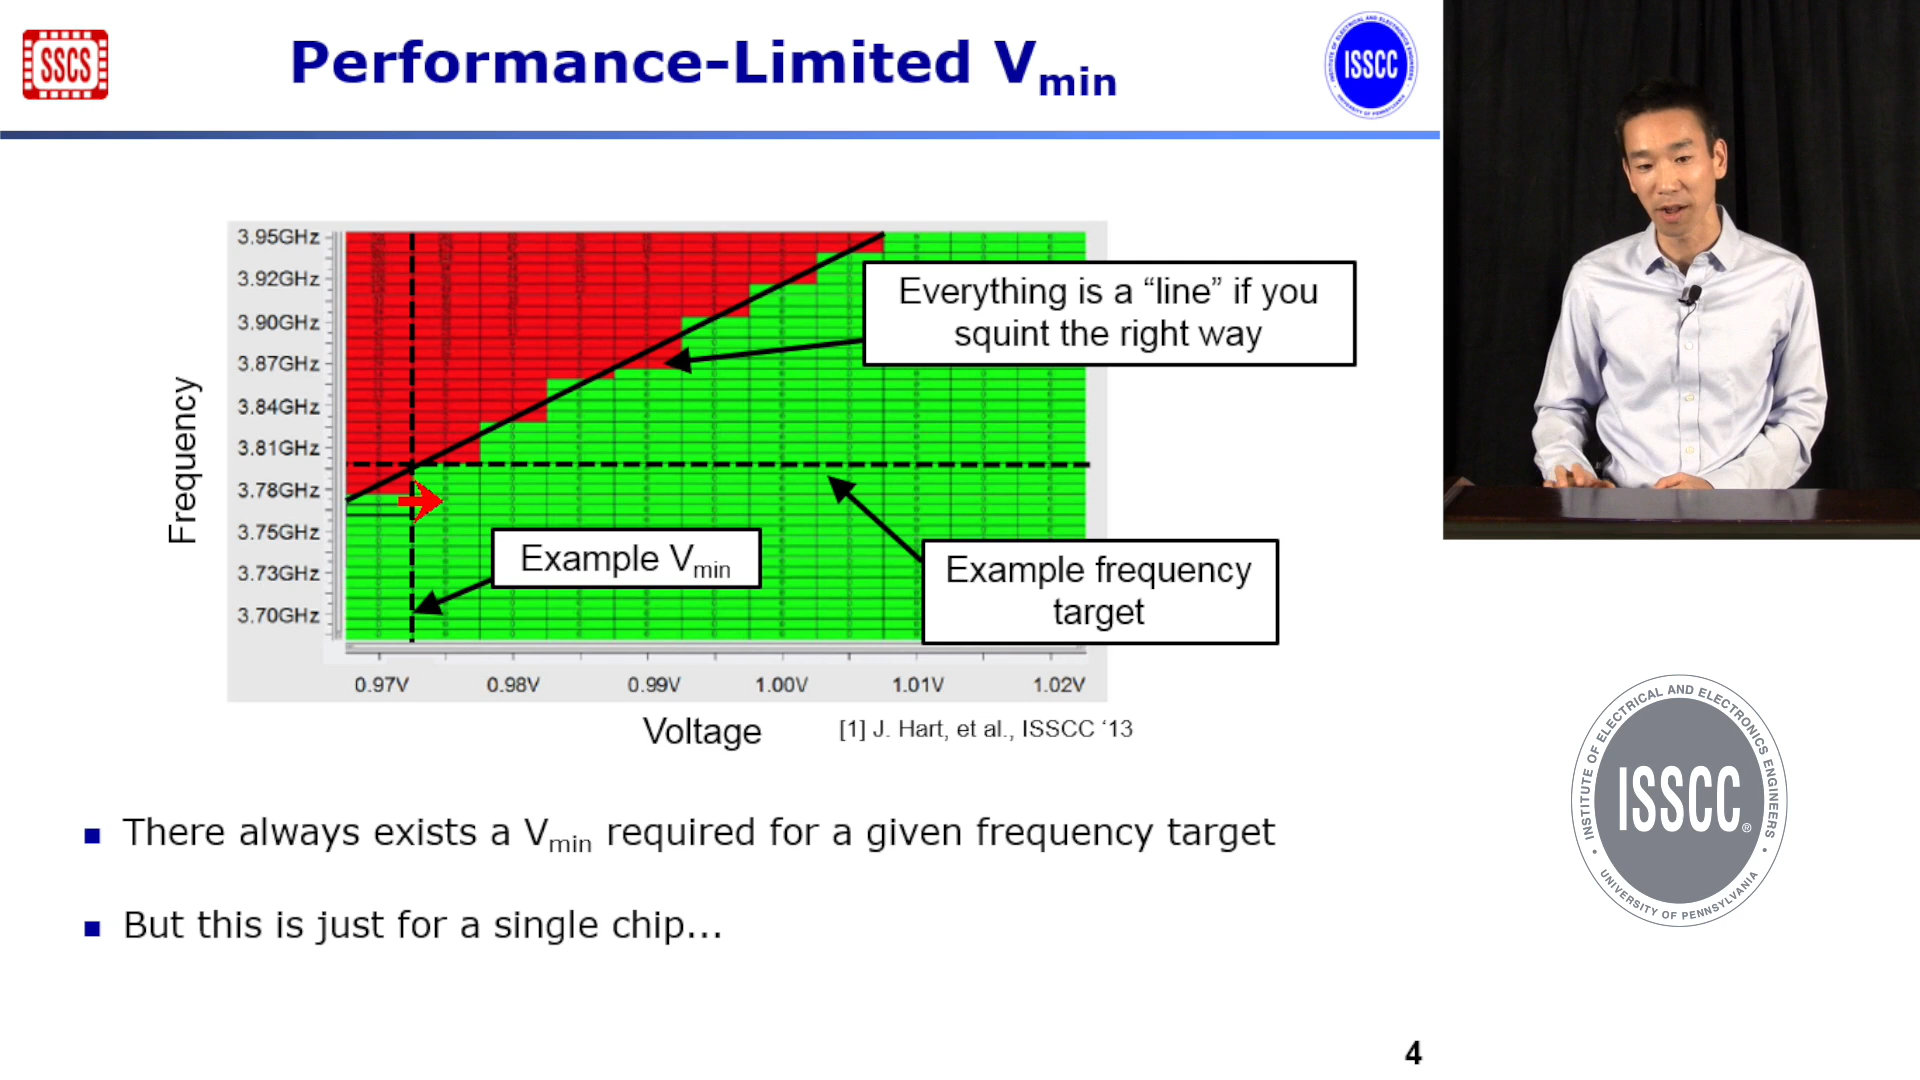 SSCS
Performance-Limited Vmin
ISSCC
3.95GHz
3.92GHz
3.90GHz
3.87GHz
3.84GHz
3.81GHz
3.78GHz
3.75GHz
3.73GHz
3.70GHz
Frequency
Everything is a “line” if you
squint the right way
Example Vmin
Example frequency
target
0.97V 0.98V 0.99V 1.00V 1.01V 1.02V
Voltage
[1] J. Hart, et al., ISSCC ‘13
There always exists a Vmin required for a given frequency target
But this is just for a single chip...
4
INSTITUTE OF ELECTRICAL AND ELECTRONICS ENGINEERS
ISSCC®
UNIVERSITY OF PENNSYLVANIA